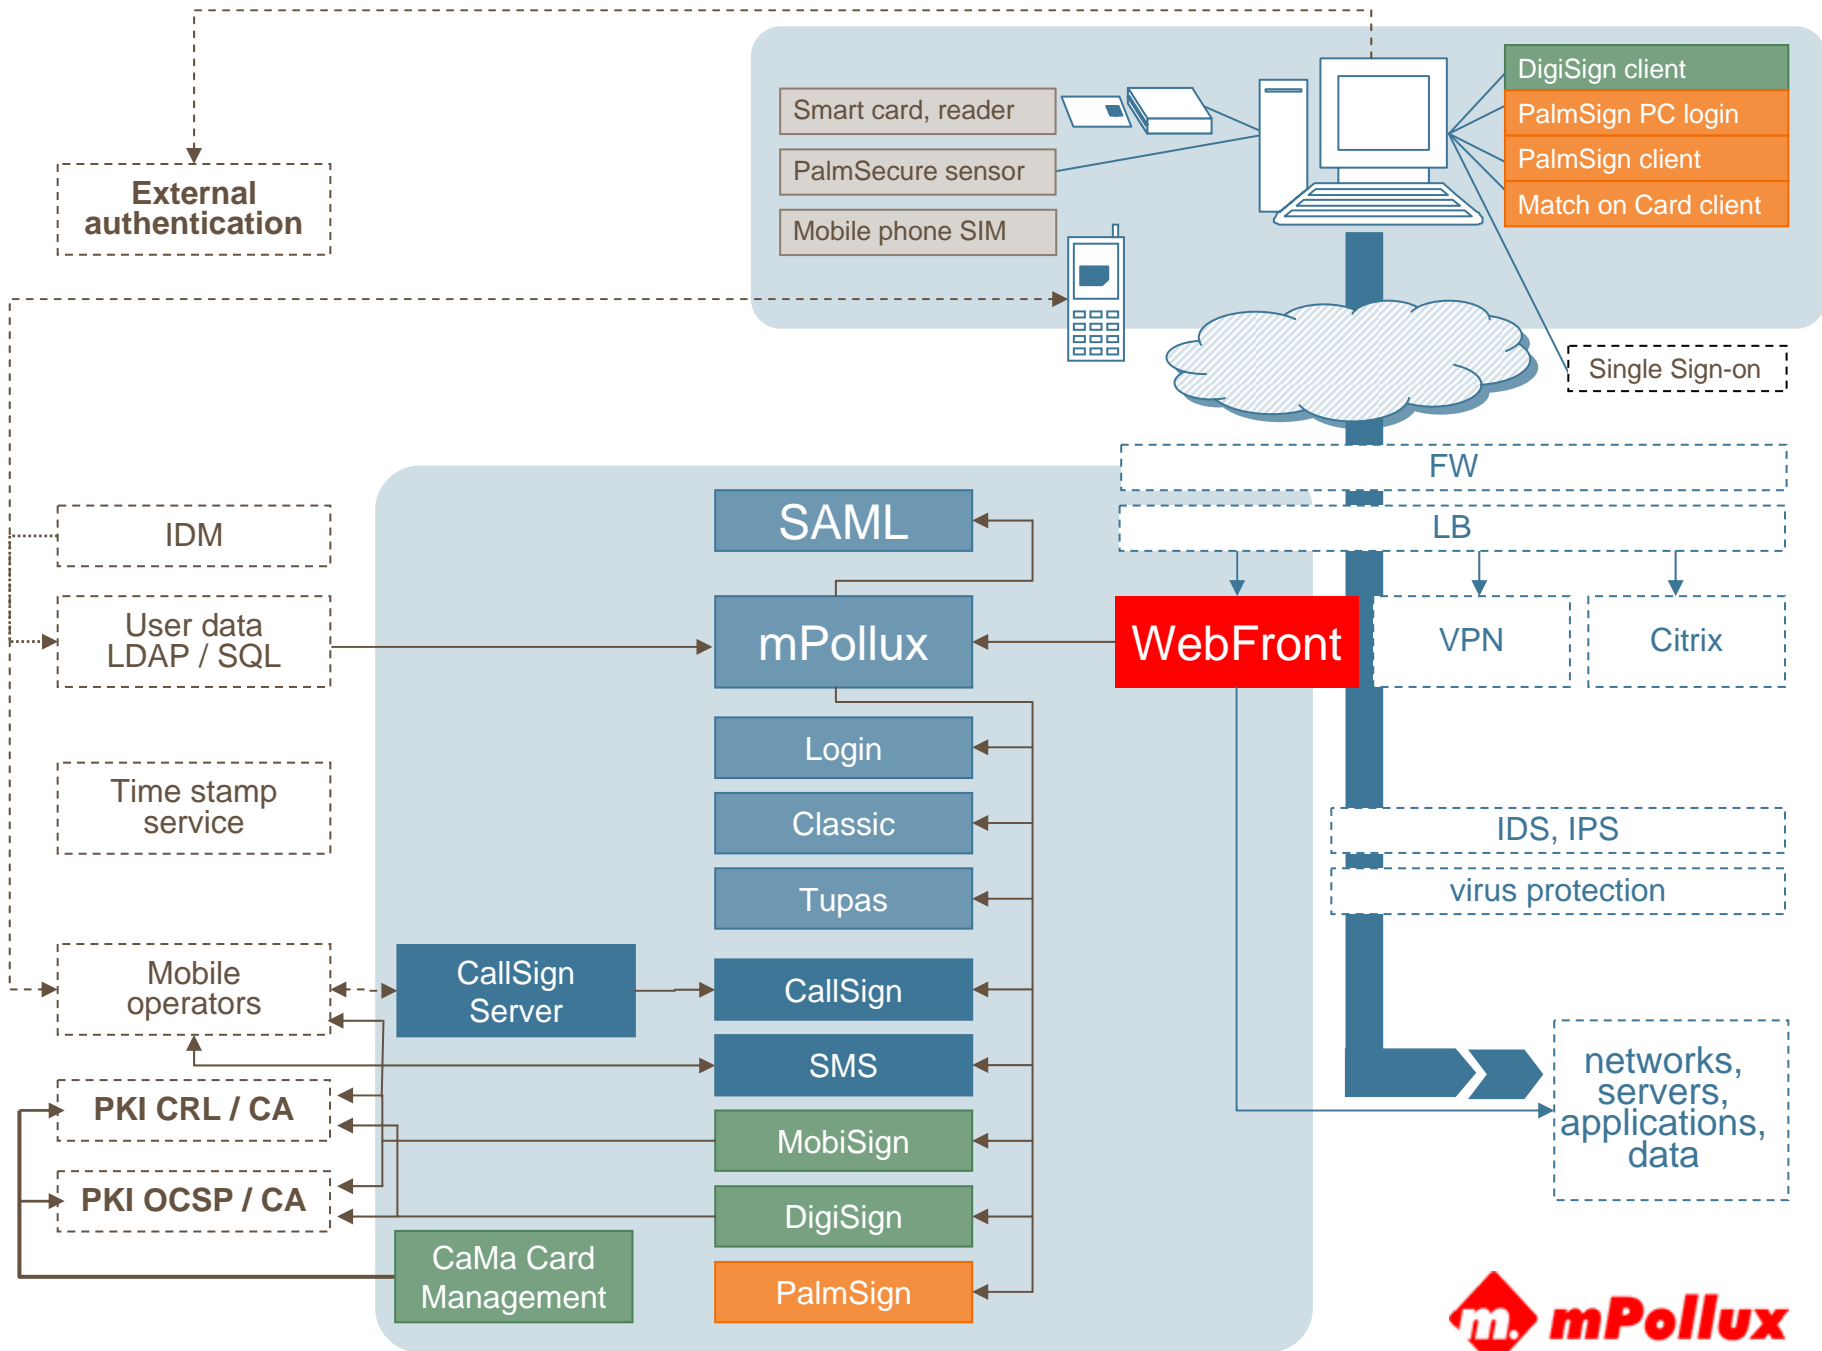 DigiSign client
PalmSign PC login
PalmSign client
Match on Card client
Smart card, reader
PalmSecure sensor
Mobile phone SIM
External
authentication
Single Sign-on
FW
LB
SAML
IDM
User data
LDAP / SQL
mPollux
WebFront
VPN
Citrix
Login
Time stamp
service
Classic
IDS, IPS
Tupas
virus protection
Mobile
operators
CallSign
Server
CallSign
SMS
networks,
servers,
applications,
data
PKI CRL / CA
MobiSign
PKI OCSP / CA
DigiSign
CaMa Card
Management
PalmSign
m. mPollux